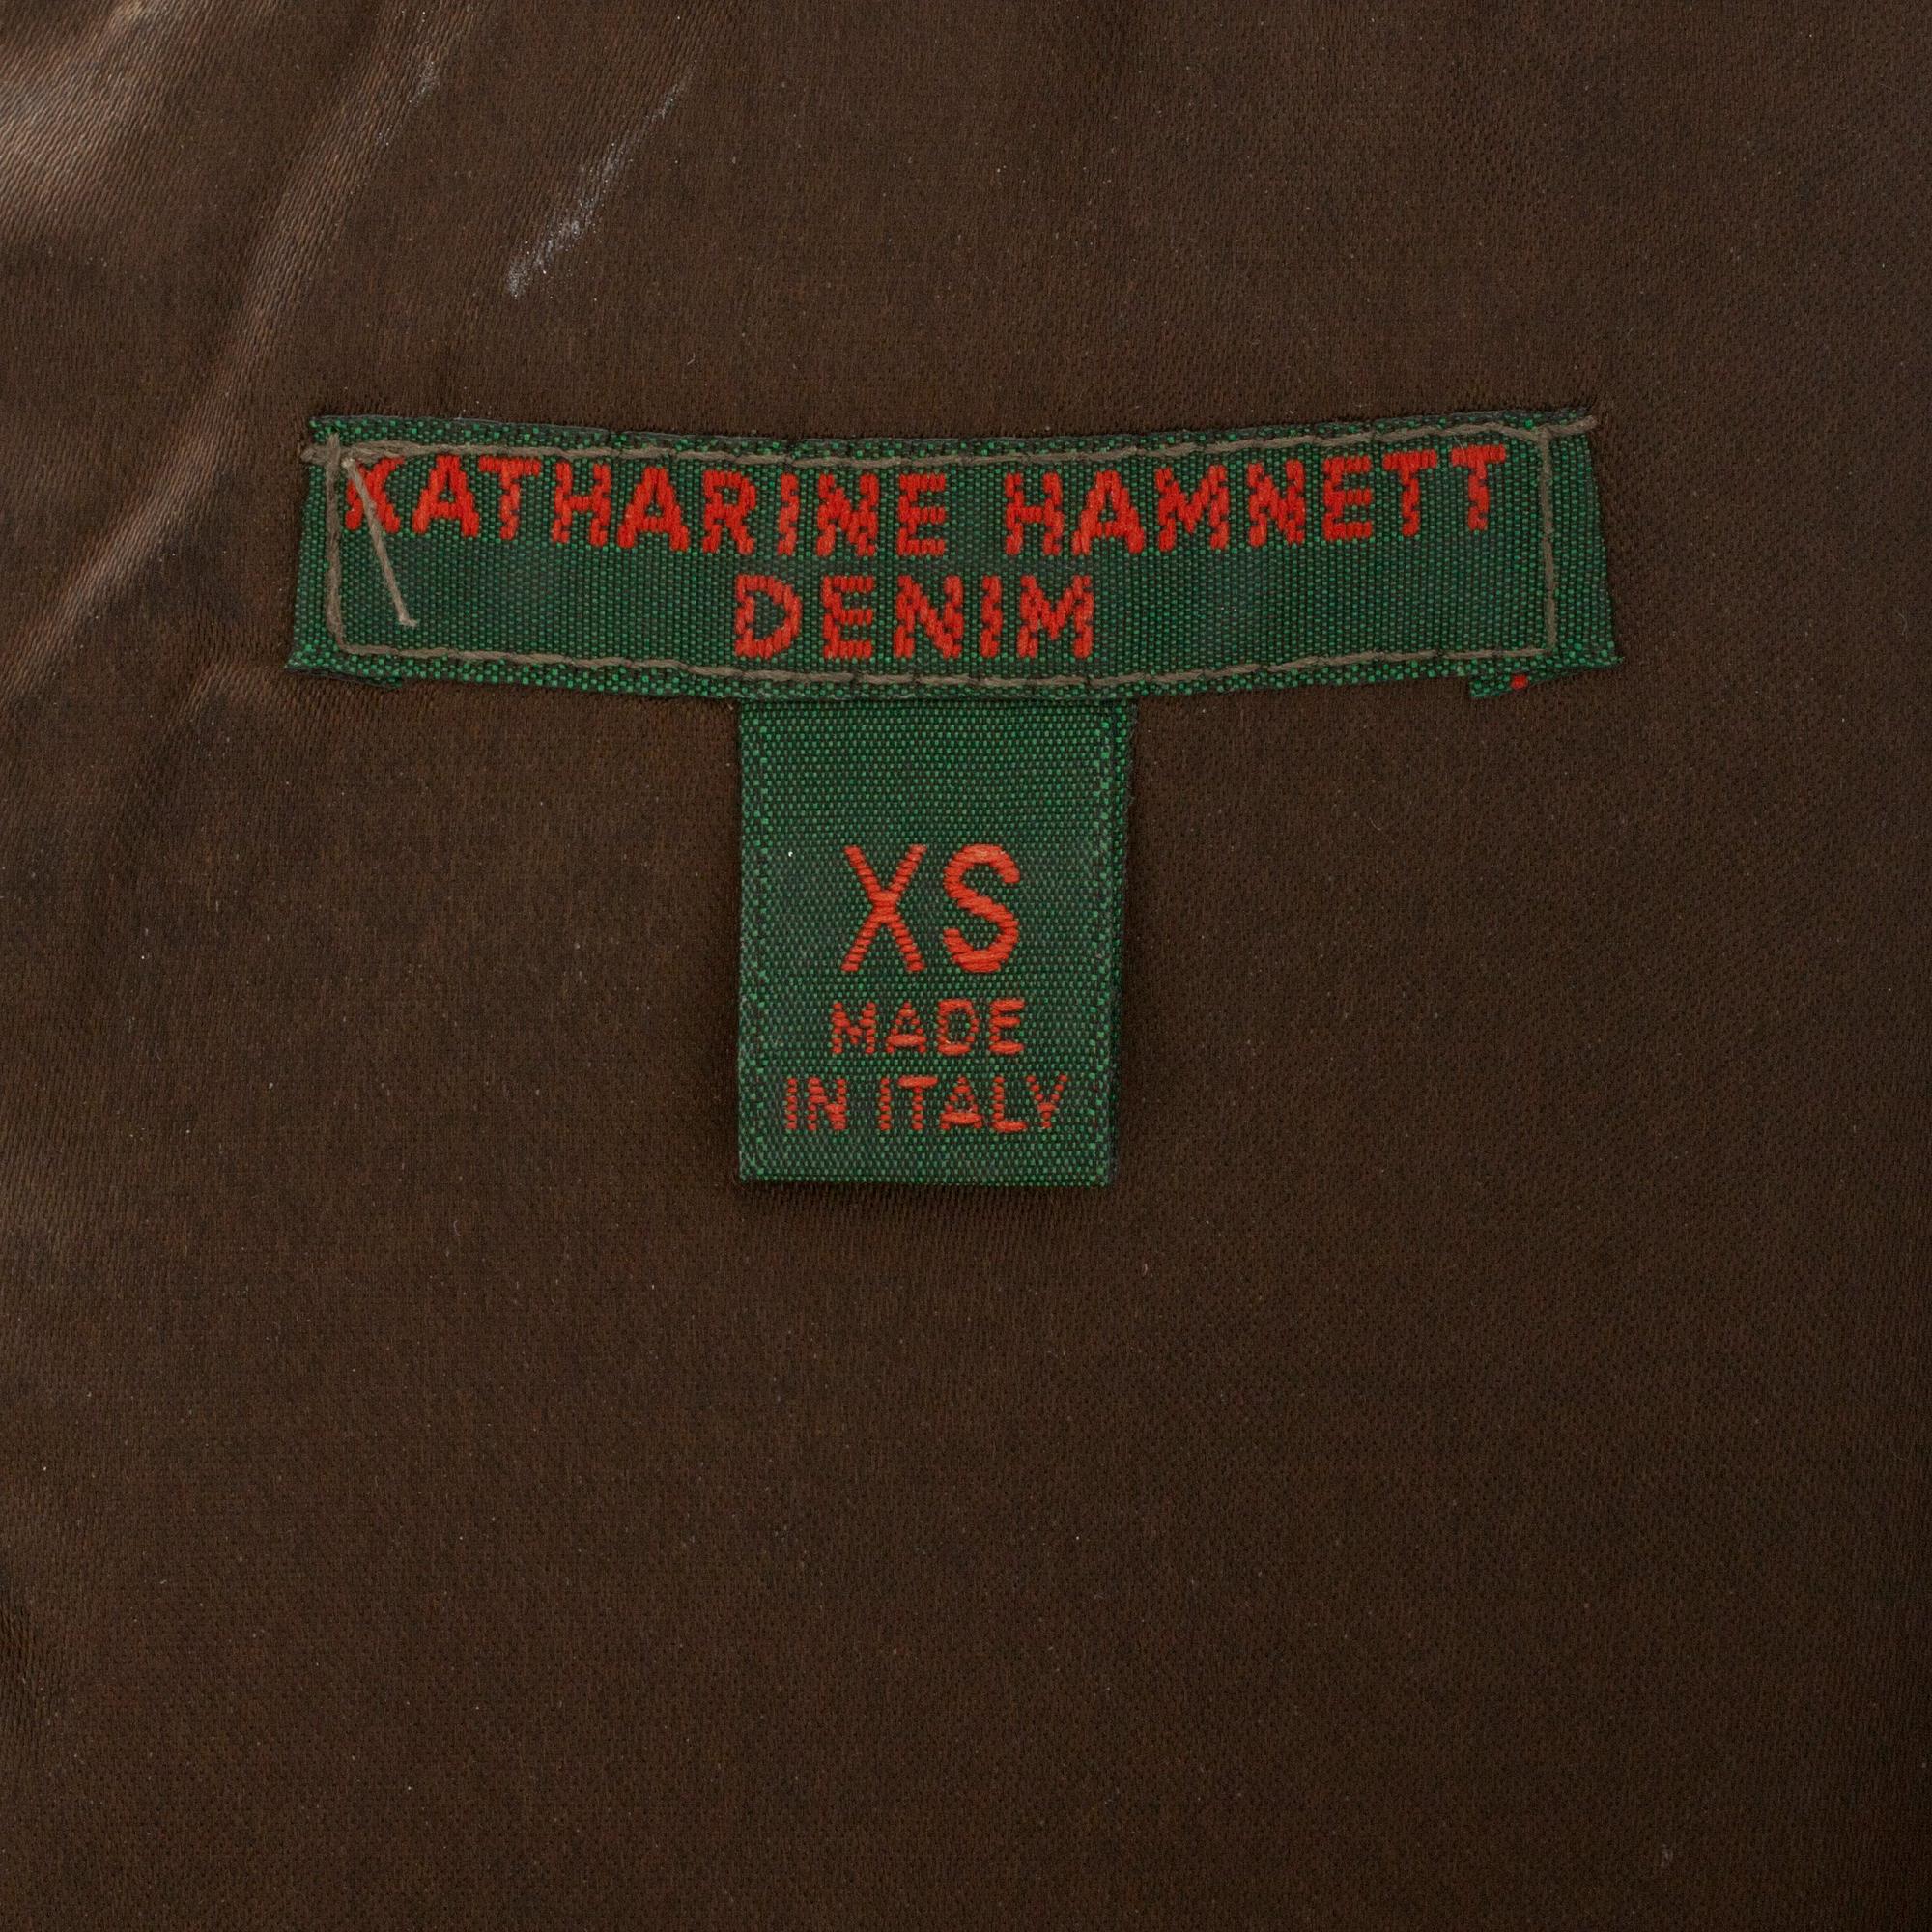 KATHARINE HAMNETT
DENIM
XS
MADE
IN ITALY